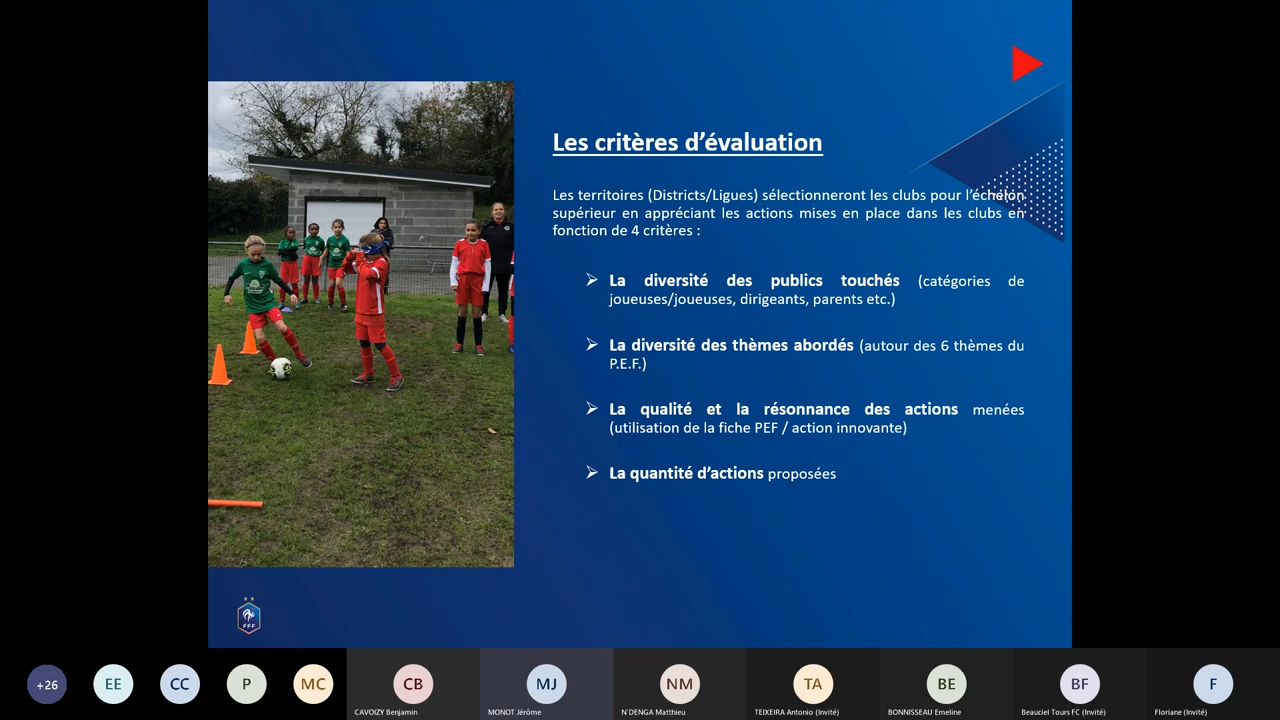 Les critères d'évaluation
Les territoires (Districts/Ligues) sélectionneront les clubs pour l'échelon
supérieur en appréciant les actions mises en place dans les clubs en
fonction de 4 critères :
➢ La diversité des publics touchés (catégories de
joueuses/joueuses, dirigeants, parents etc.)
➢ La diversité des thèmes abordés (autour des 6 thèmes du
P.E.F.)
➢ La qualité et la résonnance des actions menées
(utilisation de la fiche PEF / action innovante)
➢ La quantité d'actions proposées
FFF
+26 EE CC P MC CB MJ NM TA BE BF F
CAVOIZY Benjamin MONOT Jérôme N'DENGA Matthieu TEIXEIRA Antonio (Invité) BONNISSEAU Emeline Beauciel Tours FC (Invité) Floriane (Invité)